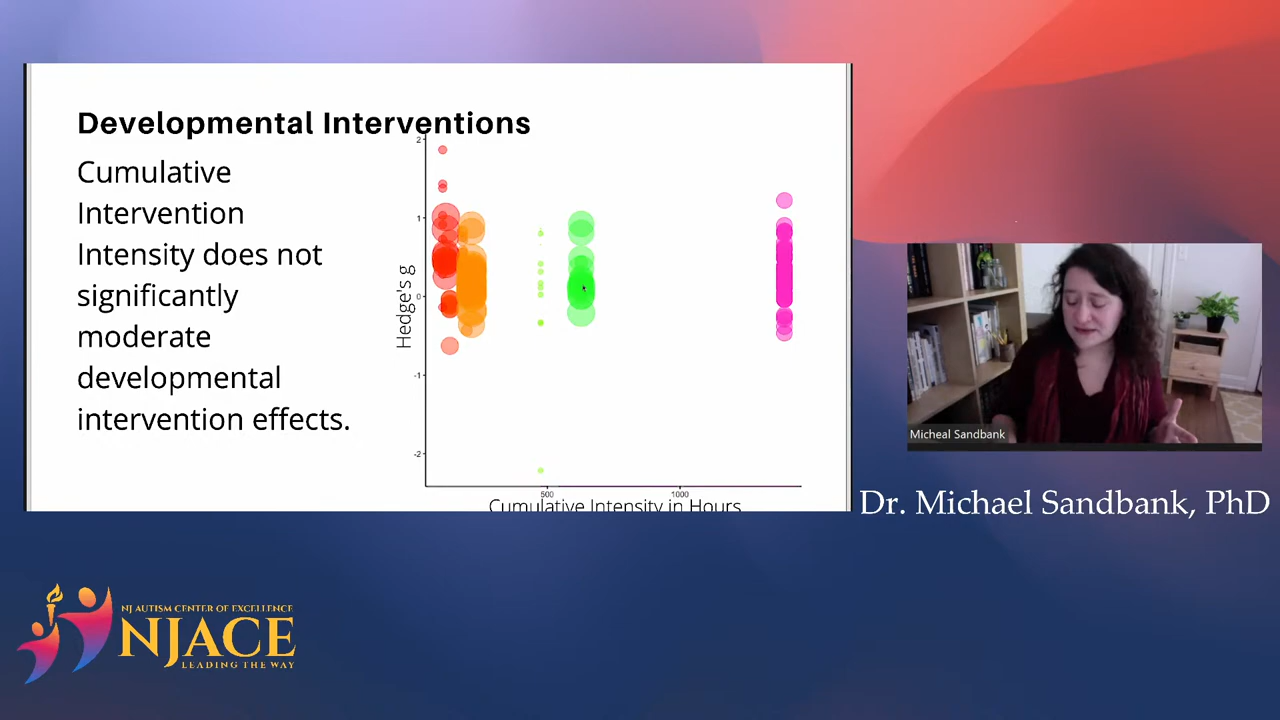 Developmental Interventions
Cumulative
Intervention
Intensity does not
significantly
moderate
developmental
intervention effects.
2
1
0
-1
-2
Hedge's g
500
1000
Cumulative Intensity in Hours
Micheal Sandbank
Dr. Michael Sandbank, PhD
NJ AUTISM CENTER OF EXCELLENCE
NJACE
LEADING THE WAY